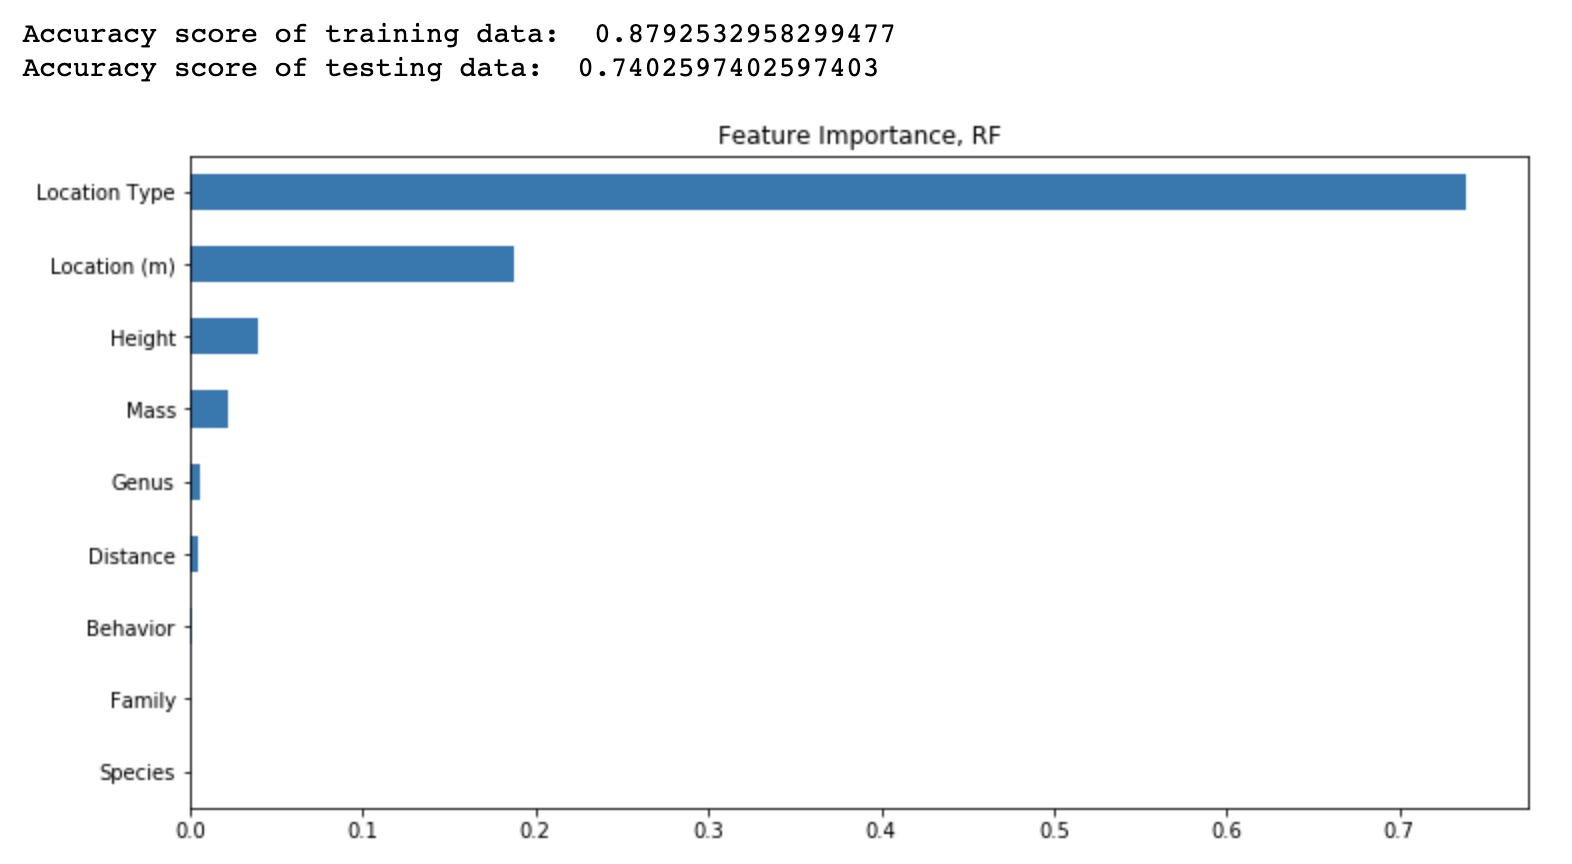 Accuracy score of training data:  0.8792532958299477
Accuracy score of testing data:  0.7402597402597403
Feature Importance, RF
Location Type
Location (m)
Height
Mass
Genus
Distance
Behavior
Family
Species
0.0 0.1 0.2 0.3 0.4 0.5 0.6 0.7